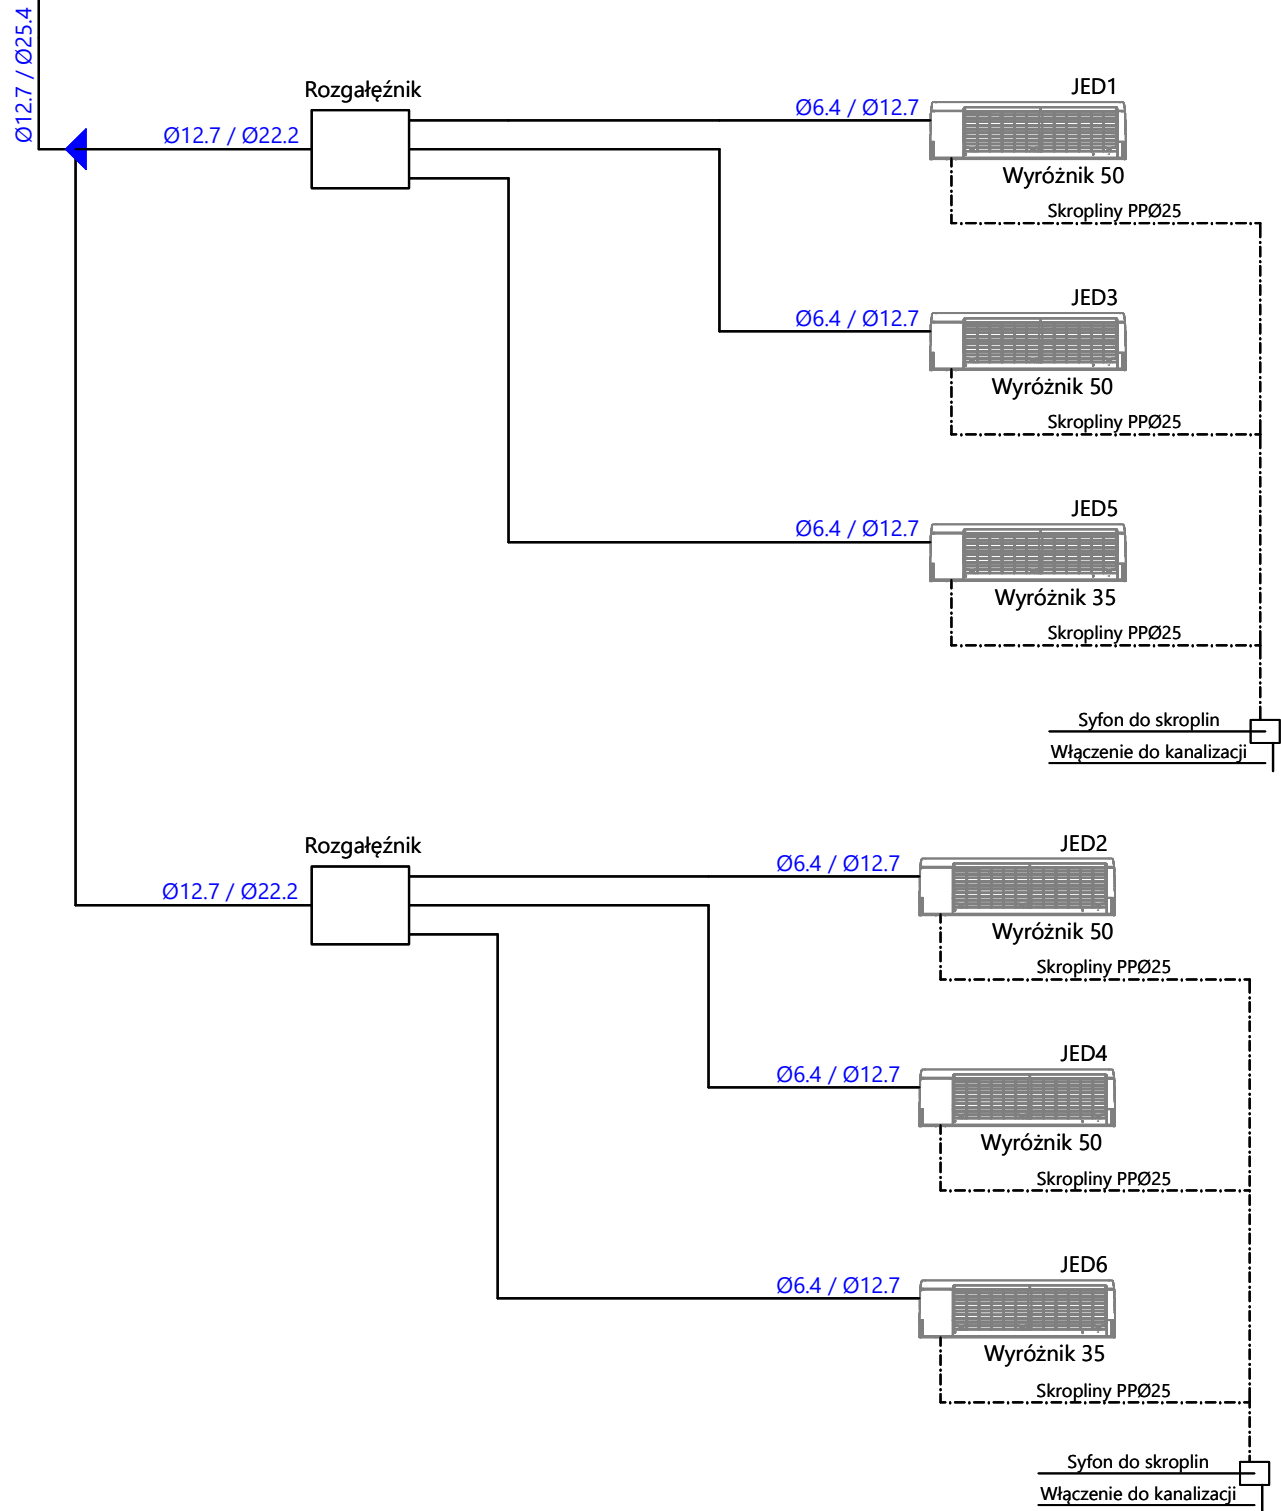 Ø12.7 / Ø25.4
Rozgałęźnik
Ø12.7 / Ø22.2
Ø6.4 / Ø12.7
JED1
Wyróżnik 50
Skropliny PPØ25
Ø6.4 / Ø12.7
JED3
Wyróżnik 50
Skropliny PPØ25
Ø6.4 / Ø12.7
JED5
Wyróżnik 35
Skropliny PPØ25
Syfon do skroplin
Włączenie do kanalizacji
Rozgałęźnik
Ø12.7 / Ø22.2
Ø6.4 / Ø12.7
JED2
Wyróżnik 50
Skropliny PPØ25
Ø6.4 / Ø12.7
JED4
Wyróżnik 50
Skropliny PPØ25
Ø6.4 / Ø12.7
JED6
Wyróżnik 35
Skropliny PPØ25
Syfon do skroplin
Włączenie do kanalizacji